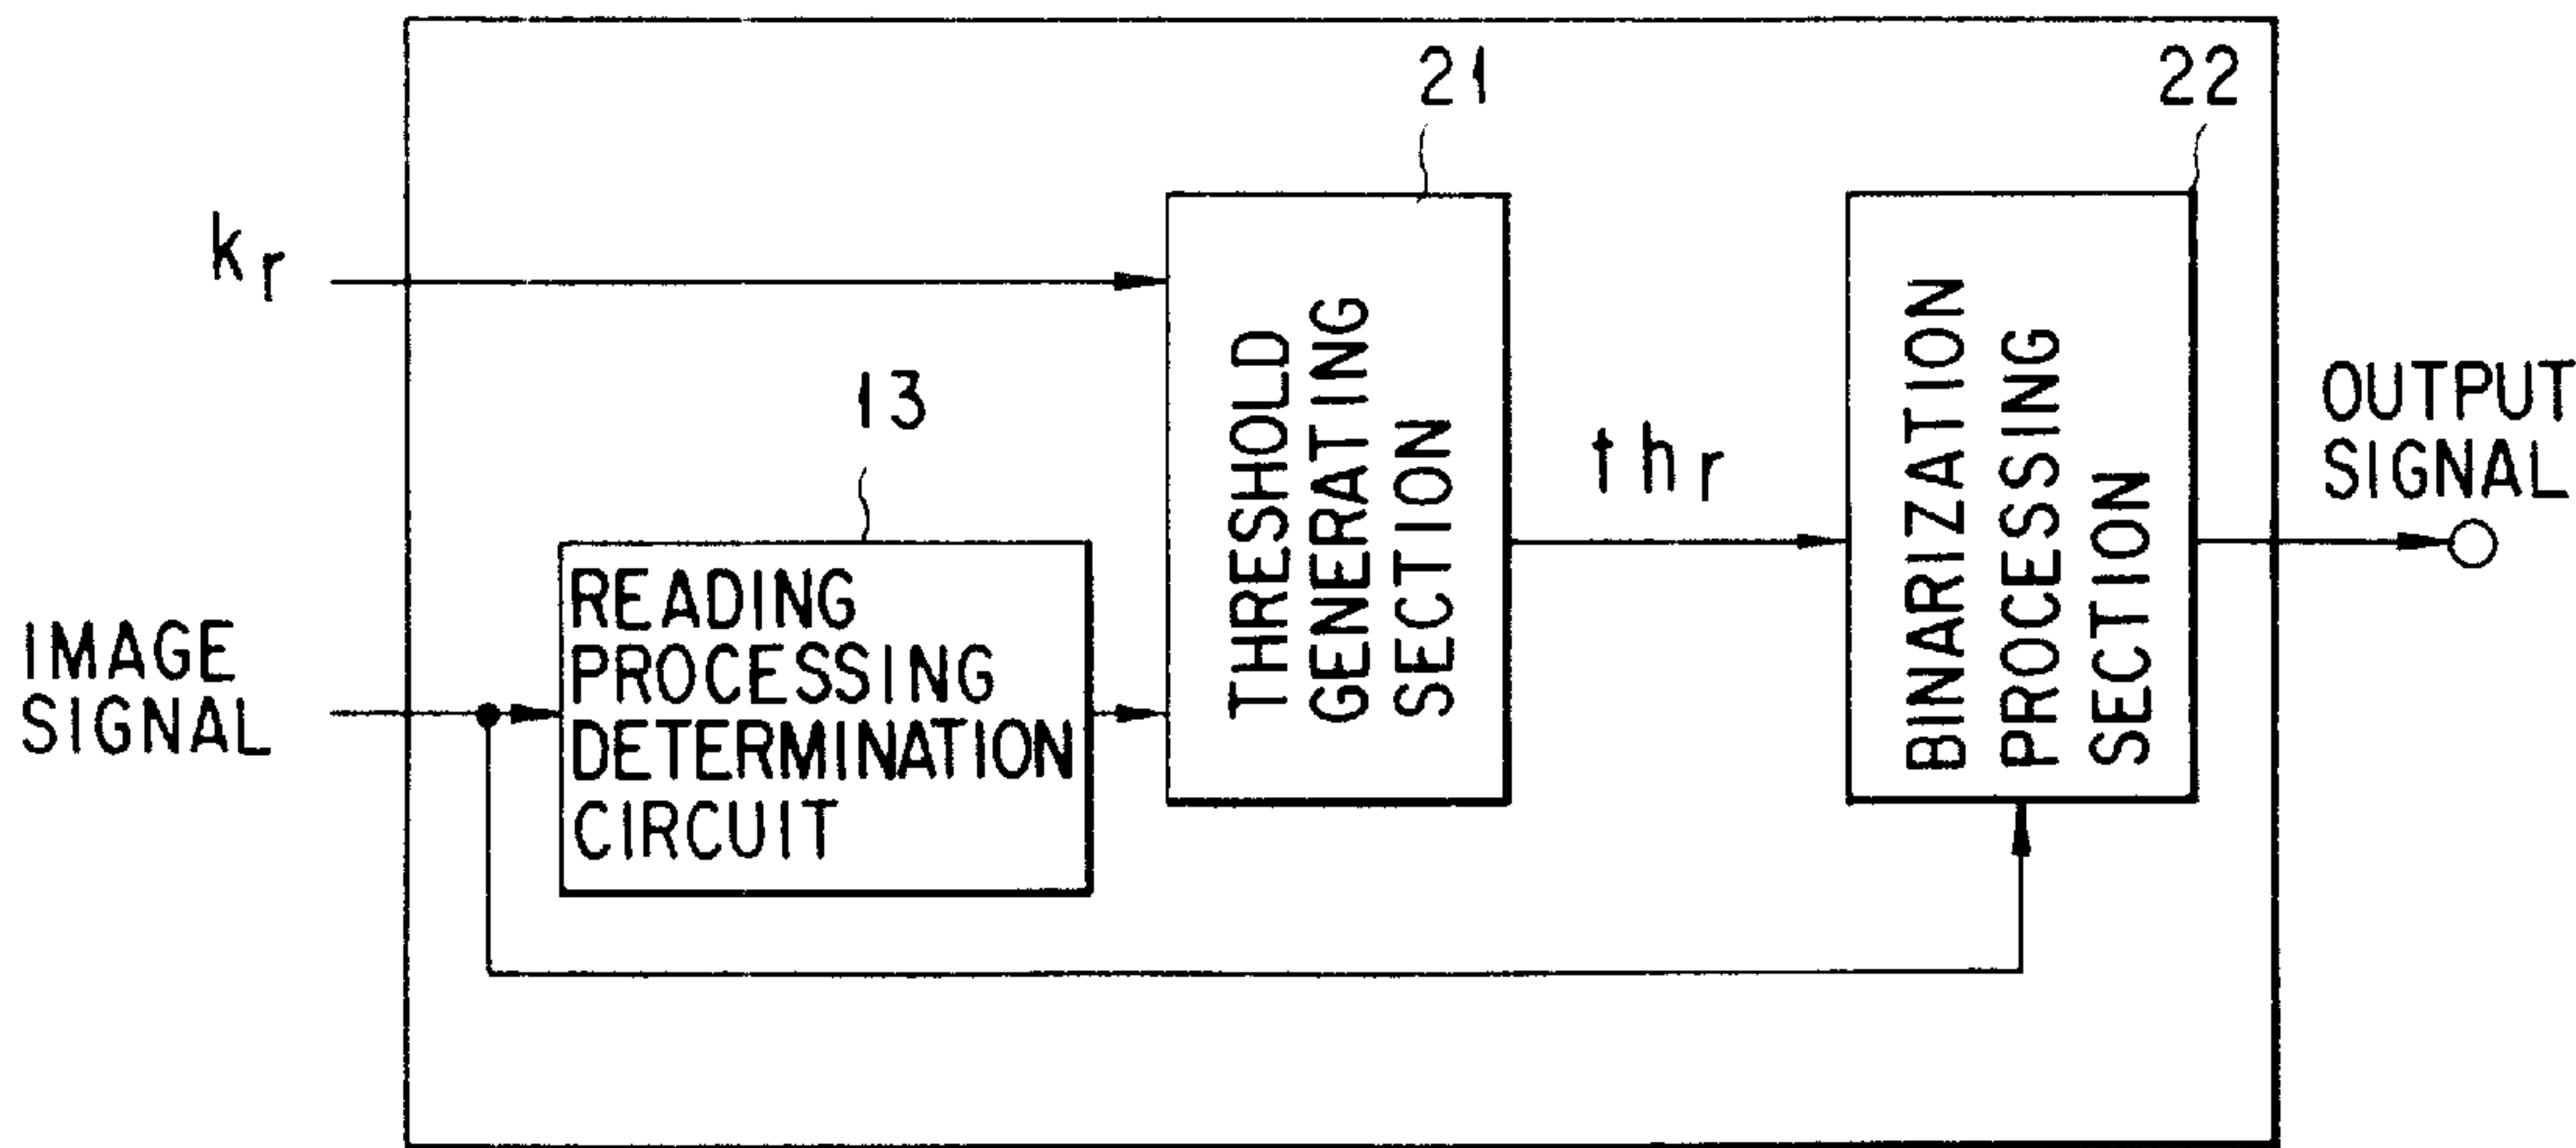 21
22
kr
13
THRESHOLD
GENERATING
SECTION
BINARIZATION
PROCESSING
SECTION
thr
OUTPUT
SIGNAL
READING
PROCESSING
DETERMINATION
CIRCUIT
IMAGE
SIGNAL